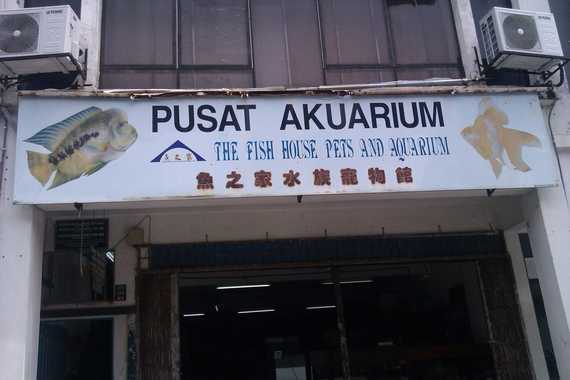 PUSAT AKUARIUM
THE FISH HOUSE PETS AND AQUARIUM
魚之家水族寵物館